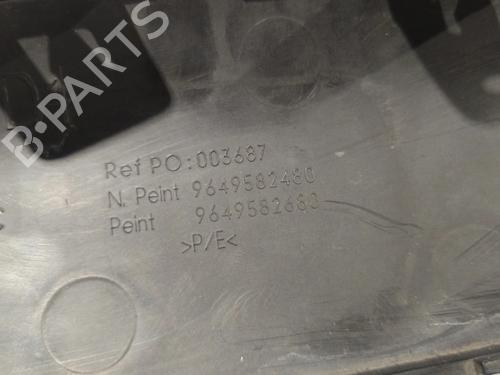 B-PARTS
Ref PO:003687
N. Peint 9649582480
Peint 9649582680
>P/E<